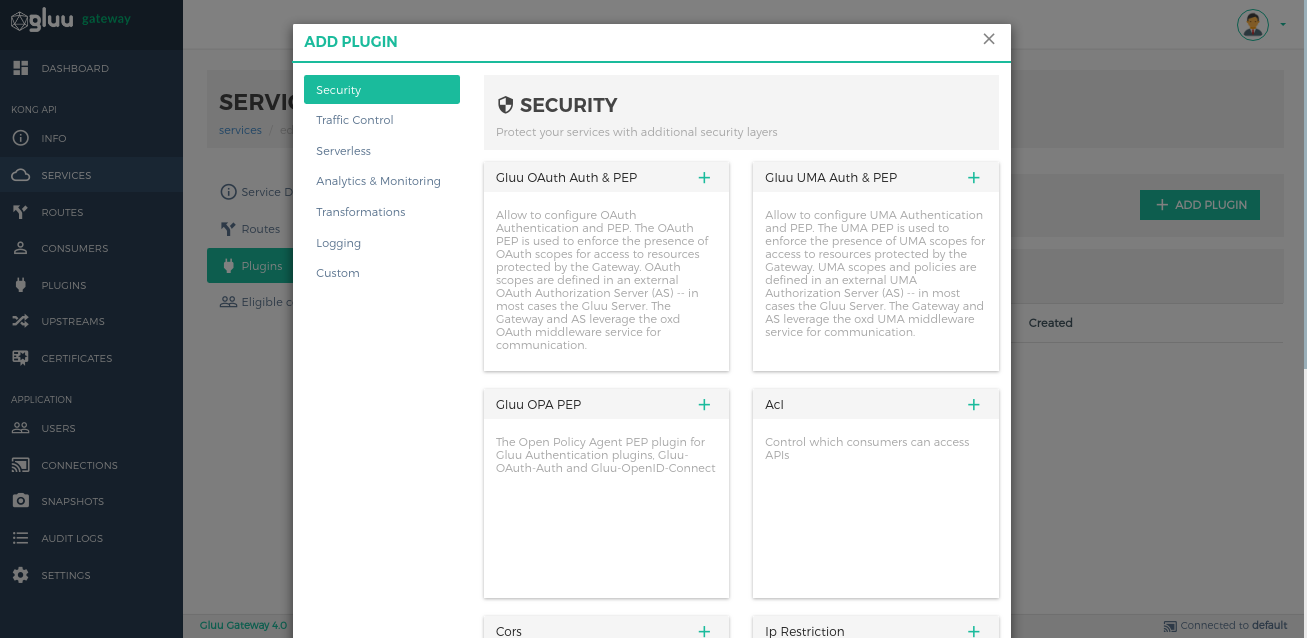 gluu gateway
DASHBOARD
KONG API
INFO
SERVICES
ROUTES
CONSUMERS
PLUGINS
UPSTREAMS
CERTIFICATES
APPLICATION
USERS
CONNECTIONS
SNAPSHOTS
AUDIT LOGS
SETTINGS
services /
Routes
Plugins
Eligible
ADD PLUGIN
Created
Gluu Gateway 4.0
Connected to default
ADD PLUGIN
Security
Traffic Control
Serverless
Analytics & Monitoring
Transformations
Logging
Custom
SECURITY
Protect your services with additional security layers
Gluu OAuth Auth & PEP
Allow to configure OAuth
Authentication and PEP. The OAuth
PEP is used to enforce the presence of
OAuth scopes for access to resources
protected by the Gateway. OAuth
scopes are defined in an external
OAuth Authorization Server (AS) -- in
most cases the Gluu Server. The
Gateway and AS leverage the oxd
OAuth middleware service for
communication.
Gluu UMA Auth & PEP
Allow to configure UMA Authentication
and PEP. The UMA PEP is used to
enforce the presence of UMA scopes for
access to resources protected by the
Gateway. UMA scopes and policies are
defined in an external UMA
Authorization Server (AS) -- in most
cases the Gluu Server. The Gateway and
AS leverage the oxd UMA middleware
service for communication.
Gluu OPA PEP
The Open Policy Agent PEP plugin for
Gluu Authentication plugins, Gluu-
OAuth-Auth and Gluu-OpenID-Connect
Acl
Control which consumers can access
APIs
Cors
Ip Restriction